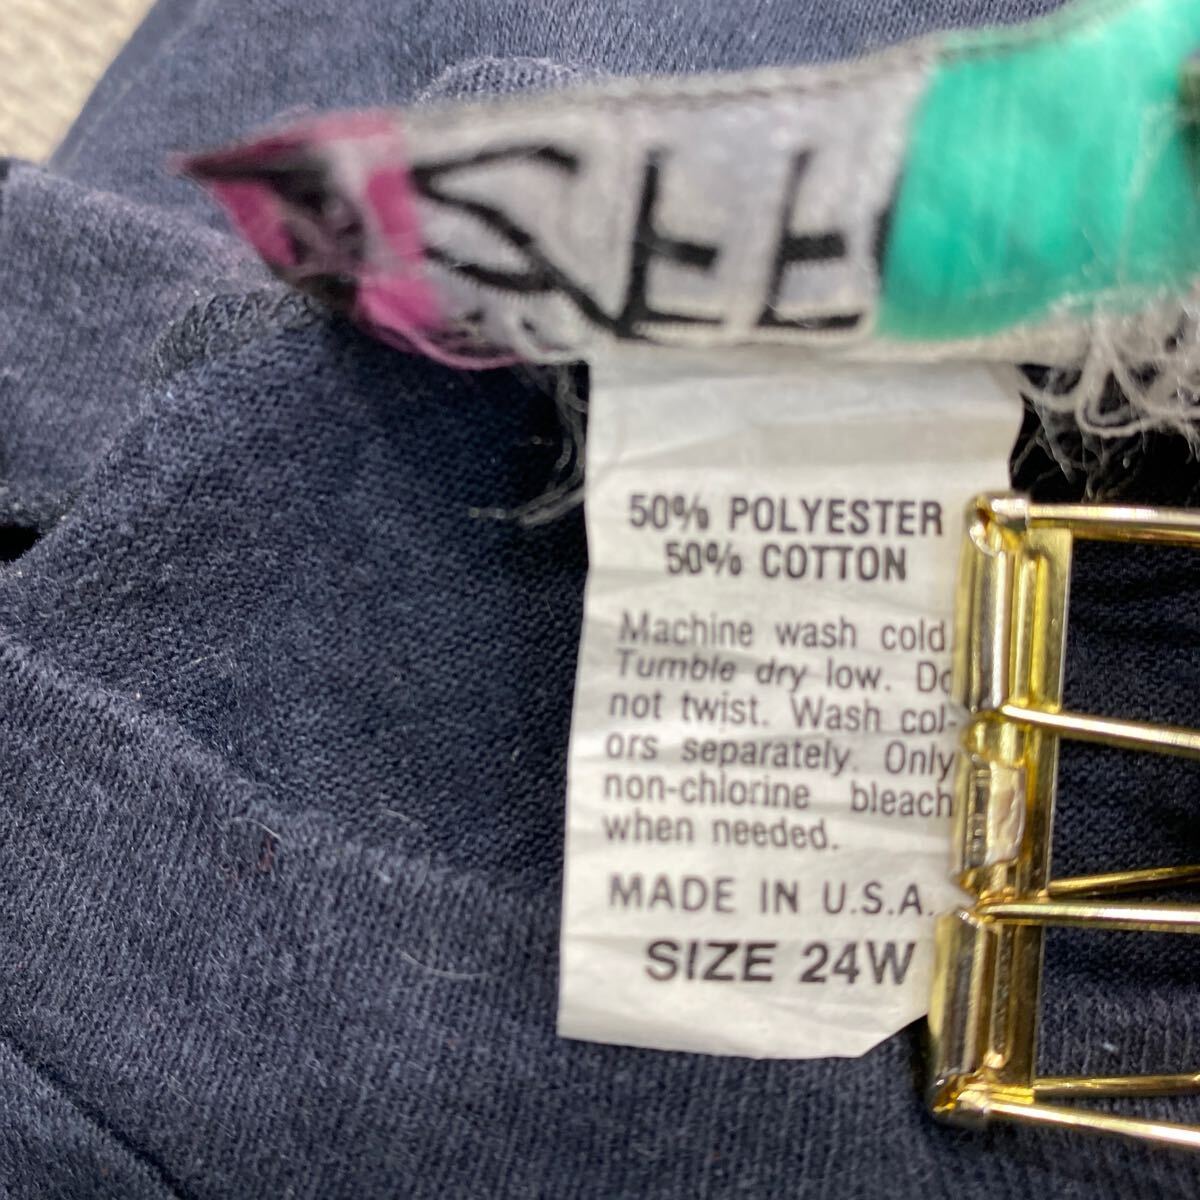 SEE
50% POLYESTER
50% COTTON
Machine wash cold.
Tumble dry low. Do
not twist. Wash col-
ors separately. Only
non-chlorine bleach
when needed.
MADE IN U.S.A.
SIZE 24W